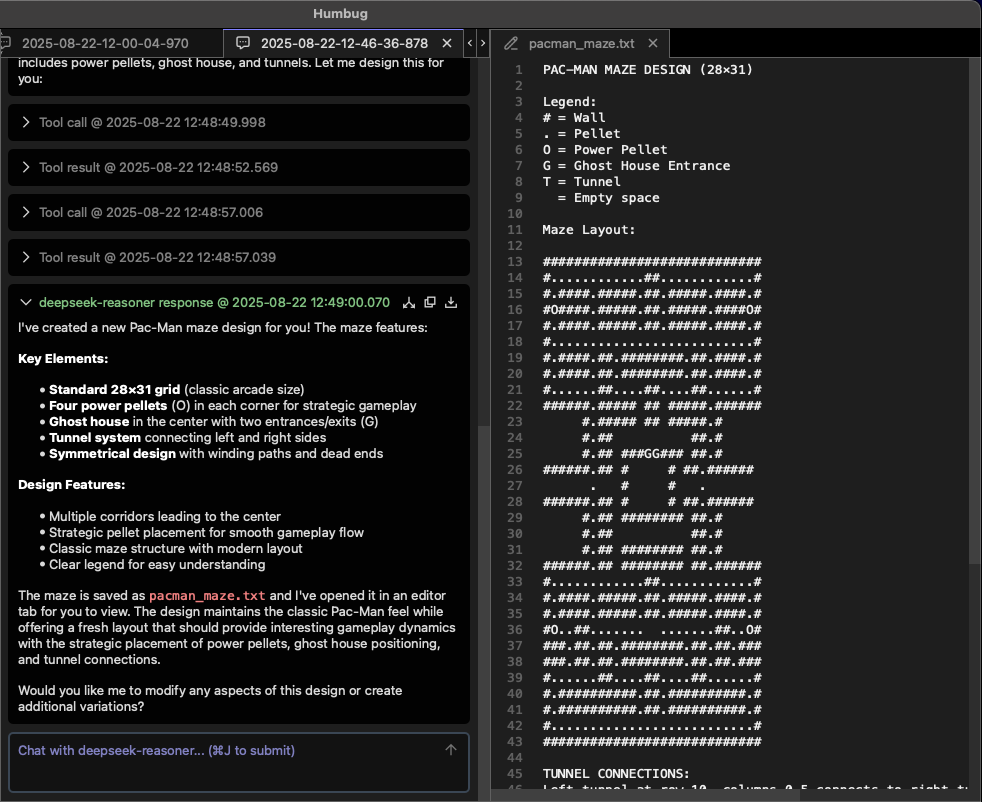 Humbug
2025-08-22-12-00-04-970
2025-08-22-12-46-36-878
pacman_maze.txt
includes power pellets, ghost house, and tunnels. Let me design this for
you:
Tool call @ 2025-08-22 12:48:49.998
Tool result @ 2025-08-22 12:48:52.569
Tool call @ 2025-08-22 12:48:57.006
Tool result @ 2025-08-22 12:48:57.039
deepseek-reasoner response @ 2025-08-22 12:49:00.070
I've created a new Pac-Man maze design for you! The maze features:
Key Elements:
• Standard 28×31 grid (classic arcade size)
• Four power pellets (O) in each corner for strategic gameplay
• Ghost house in the center with two entrances/exits (G)
• Tunnel system connecting left and right sides
• Symmetrical design with winding paths and dead ends
Design Features:
• Multiple corridors leading to the center
• Strategic pellet placement for smooth gameplay flow
• Classic maze structure with modern layout
• Clear legend for easy understanding
The maze is saved as pacman_maze.txt and I've opened it in an editor
tab for you to view. The design maintains the classic Pac-Man feel while
offering a fresh layout that should provide interesting gameplay dynamics
with the strategic placement of power pellets, ghost house positioning,
and tunnel connections.
Would you like me to modify any aspects of this design or create
additional variations?
Chat with deepseek-reasoner... (⌘J to submit)
1 PAC-MAN MAZE DESIGN (28×31)
2
3 Legend:
4 # = Wall
5 . = Pellet
6 O = Power Pellet
7 G = Ghost House Entrance
8 T = Tunnel
9   = Empty space
10
11 Maze Layout:
12
13 ############################
14 #............##............#
15 #.####.#####.##.#####.####.#
16 #O####.#####.##.#####.####O#
17 #.####.#####.##.#####.####.#
18 #..........................#
19 #.####.##.########.##.####.#
20 #.####.##.########.##.####.#
21 #......##....##....##......#
22 ######.##### ## #####.######
23      #.##### ## #####.#
24      #.##          ##.#
25      #.## ###GG### ##.#
26 ######.## #     # ##.######
27       .   #     #   .
28 ######.## #     # ##.######
29      #.## ######## ##.#
30      #.##          ##.#
31      #.## ######## ##.#
32 ######.## ######## ##.######
33 #............##............#
34 #.####.#####.##.#####.####.#
35 #.####.#####.##.#####.####.#
36 #O..##.......  .......##..O#
37 ###.##.##.########.##.##.###
38 ###.##.##.########.##.##.###
39 #......##....##....##......#
40 #.##########.##.##########.#
41 #.##########.##.##########.#
42 #..........................#
43 ############################
44
45 TUNNEL CONNECTIONS: